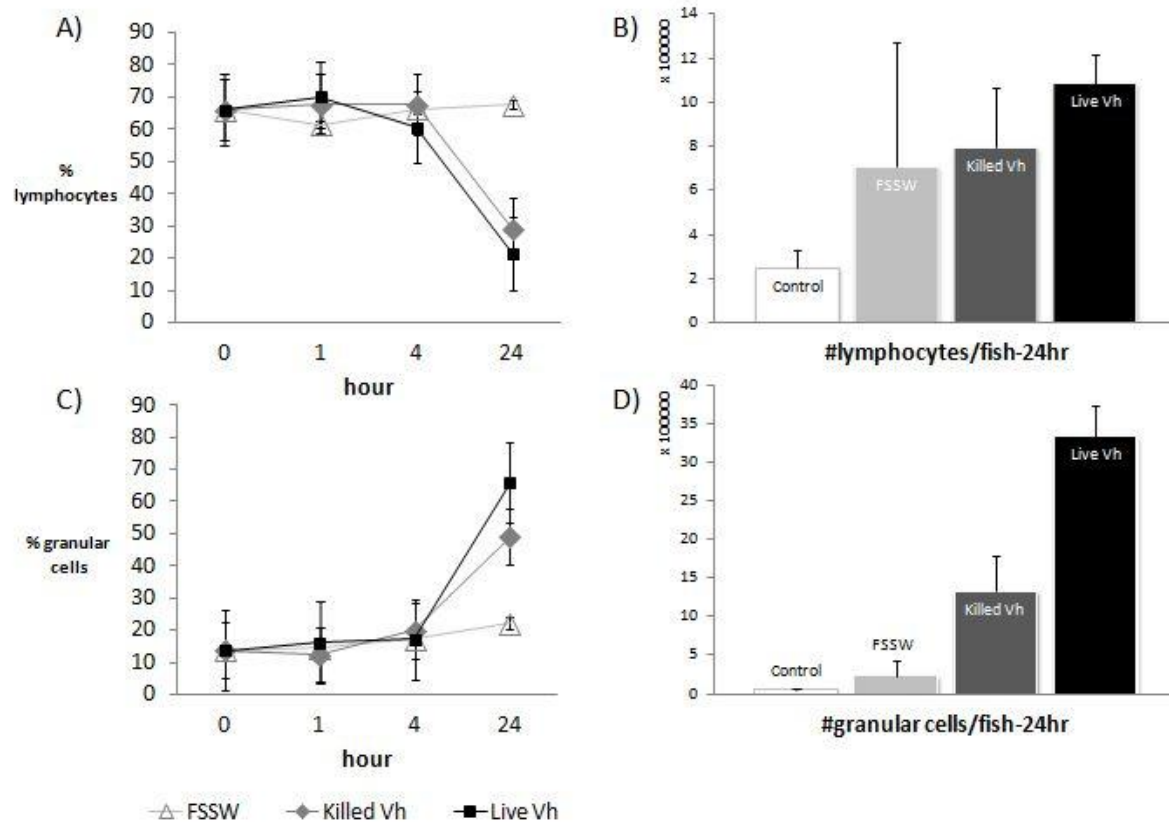 A)
90
80
70
60
50
40
30
20
10
0
%
lymphocytes
0 1 4 24
hour
B)
x 100000
14
12
10
8
6
4
2
0
Control
FSSW
Killed Vh
Live Vh
#lymphocytes/fish-24hr
C)
90
80
70
60
50
40
30
20
10
0
% granular
cells
0 1 4 24
hour
D)
x 100000
40
35
30
25
20
15
10
5
0
Control
FSSW
Killed Vh
Live Vh
#granular cells/fish-24hr
FSSW Killed Vh Live Vh